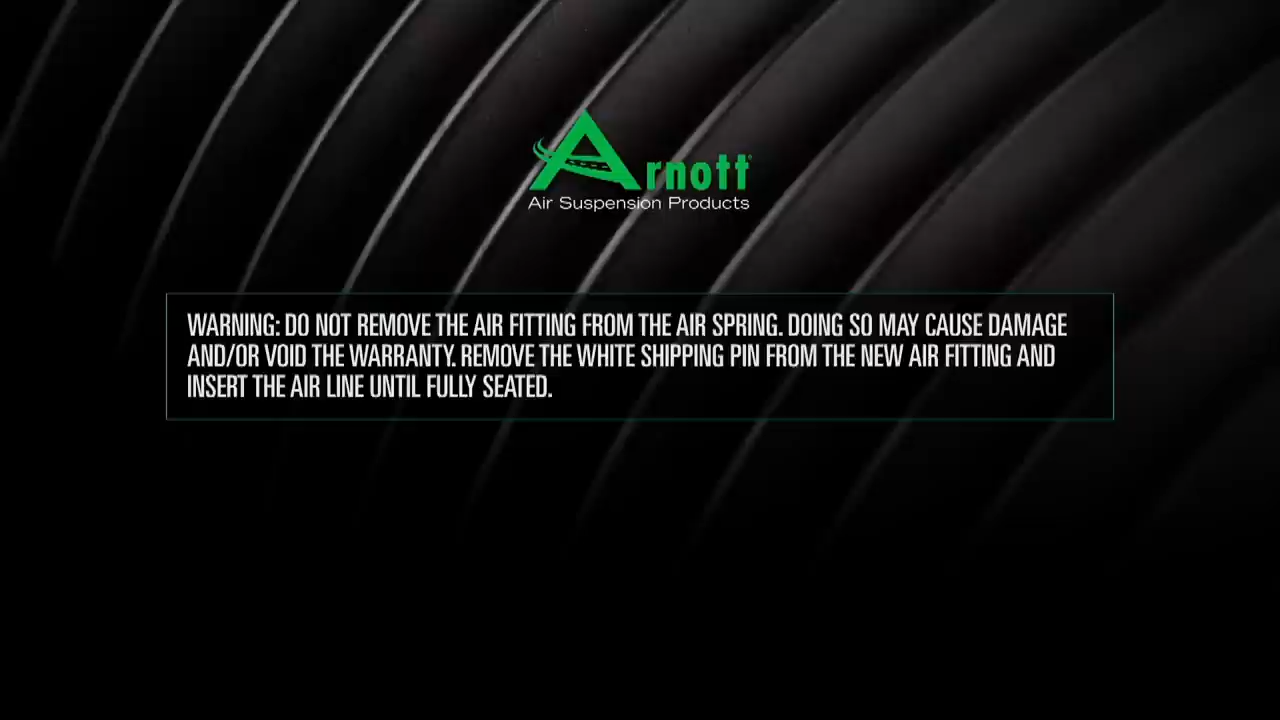 Arnott®
Air Suspension Products
WARNING: DO NOT REMOVE THE AIR FITTING FROM THE AIR SPRING. DOING SO MAY CAUSE DAMAGE
AND/OR VOID THE WARRANTY. REMOVE THE WHITE SHIPPING PIN FROM THE NEW AIR FITTING AND
INSERT THE AIR LINE UNTIL FULLY SEATED.